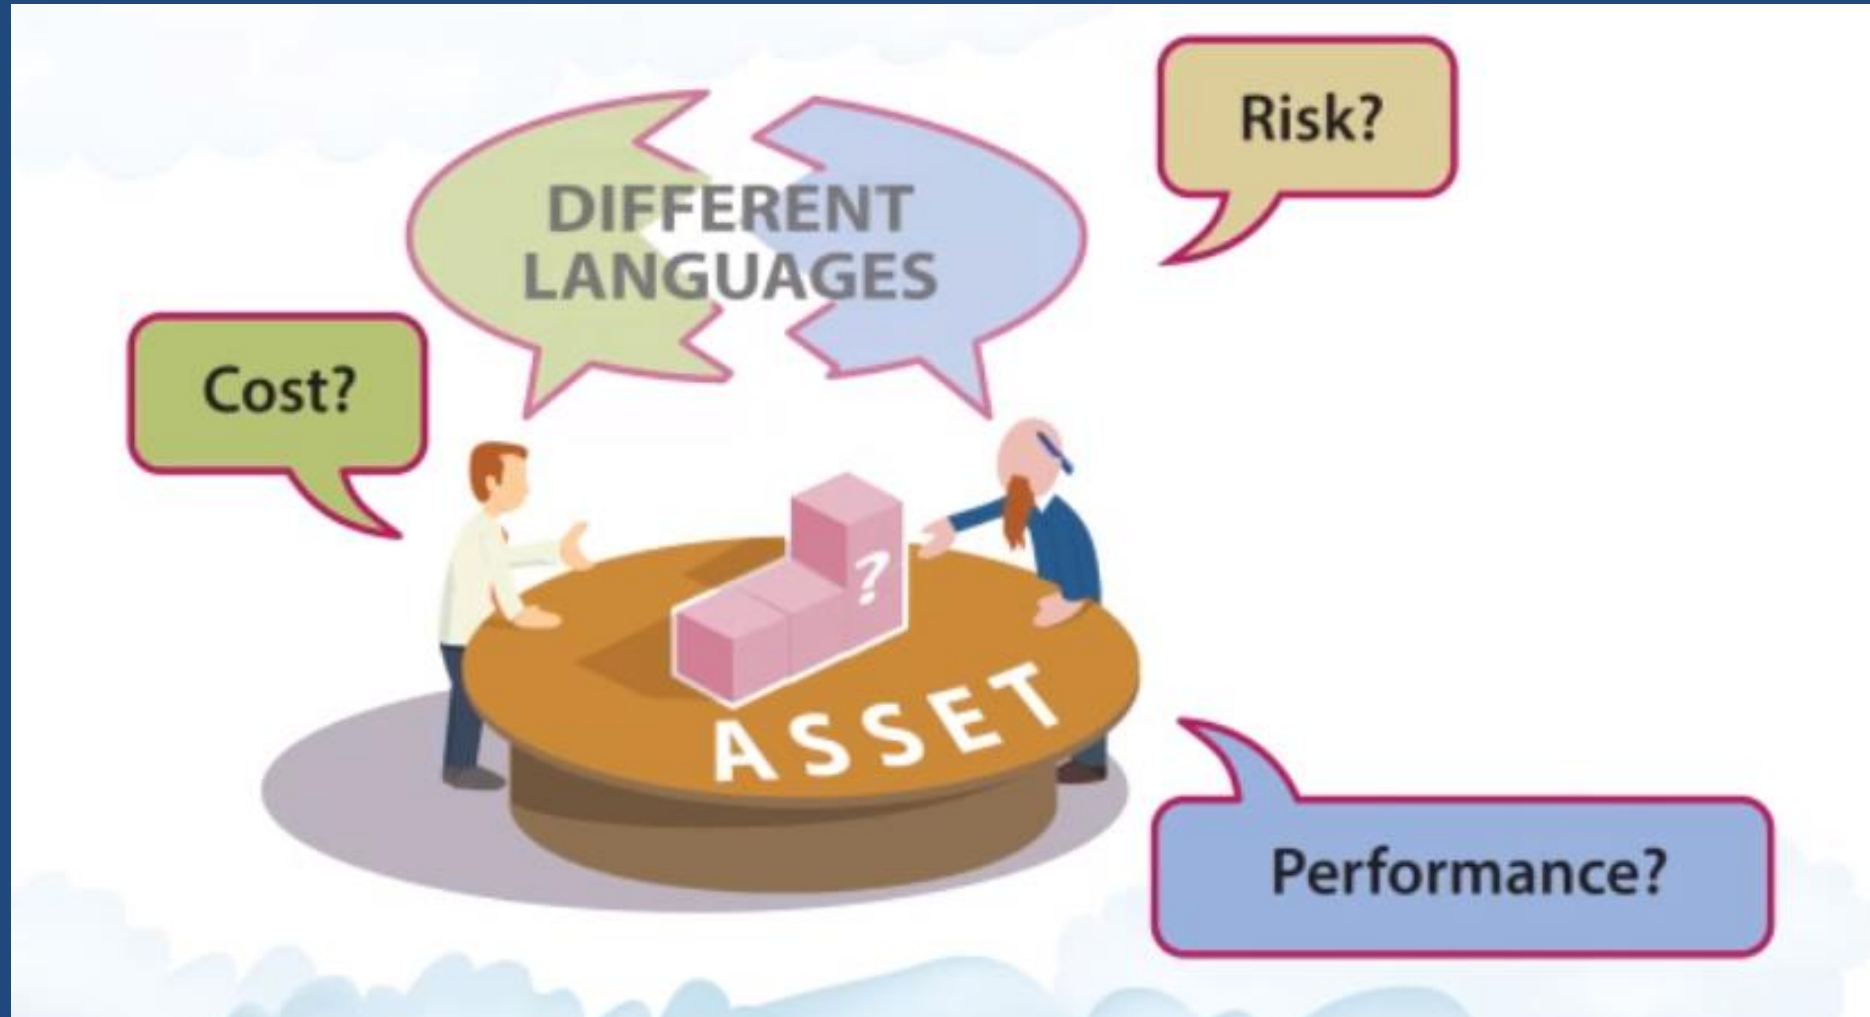 Risk?
DIFFERENT
LANGUAGES
Cost?
?
ASSET
Performance?